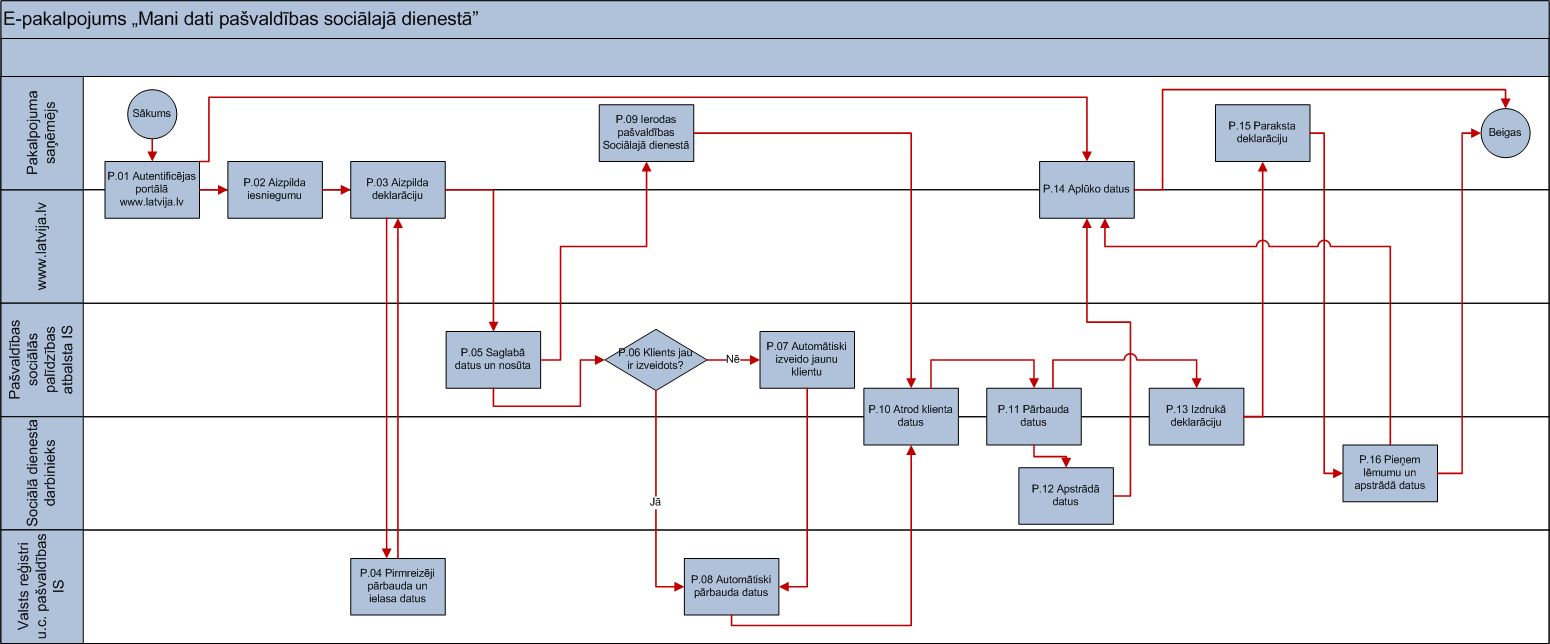 E-pakalpojums „Mani dati pašvaldības sociālajā dienestā”
Pakalpojuma
saņēmējs
Sākums
P.01 Autentificējas
portālā
www.latvija.lv
P.02 Aizpilda
iesniegumu
P.03 Aizpilda
deklarāciju
P.09 Ierodas
pašvaldības
Sociālajā dienestā
P.14 Aplūko datus
P.15 Paraksta
deklarāciju
Beigas
www.latvija.lv
Pašvaldības
sociālās
palīdzības
atbalsta IS
P.05 Saglabā
datus un nosūta
P.06 Klients jau
ir izveidots?
Nē
P.07 Automātiski
izveido jaunu
klientu
P.10 Atrod klienta
datus
P.11 Pārbauda
datus
P.13 Izdrukā
deklarāciju
Sociālā dienesta
darbinieks
Jā
P.12 Apstrādā
datus
P.16 Pieņem
lēmumu un
apstrādā datus
Valsts reģistri
u.c. pašvaldības
IS
P.04 Pirmreizēji
pārbauda un
ielasa datus
P.08 Automātiski
pārbauda datus